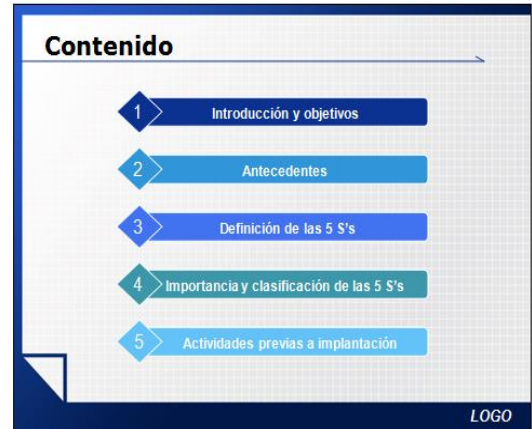 Contenido
1 Introducción y objetivos
2 Antecedentes
3 Definición de las 5 S's
4 Importancia y clasificación de las 5 S's
5 Actividades previas a implantación
LOGO